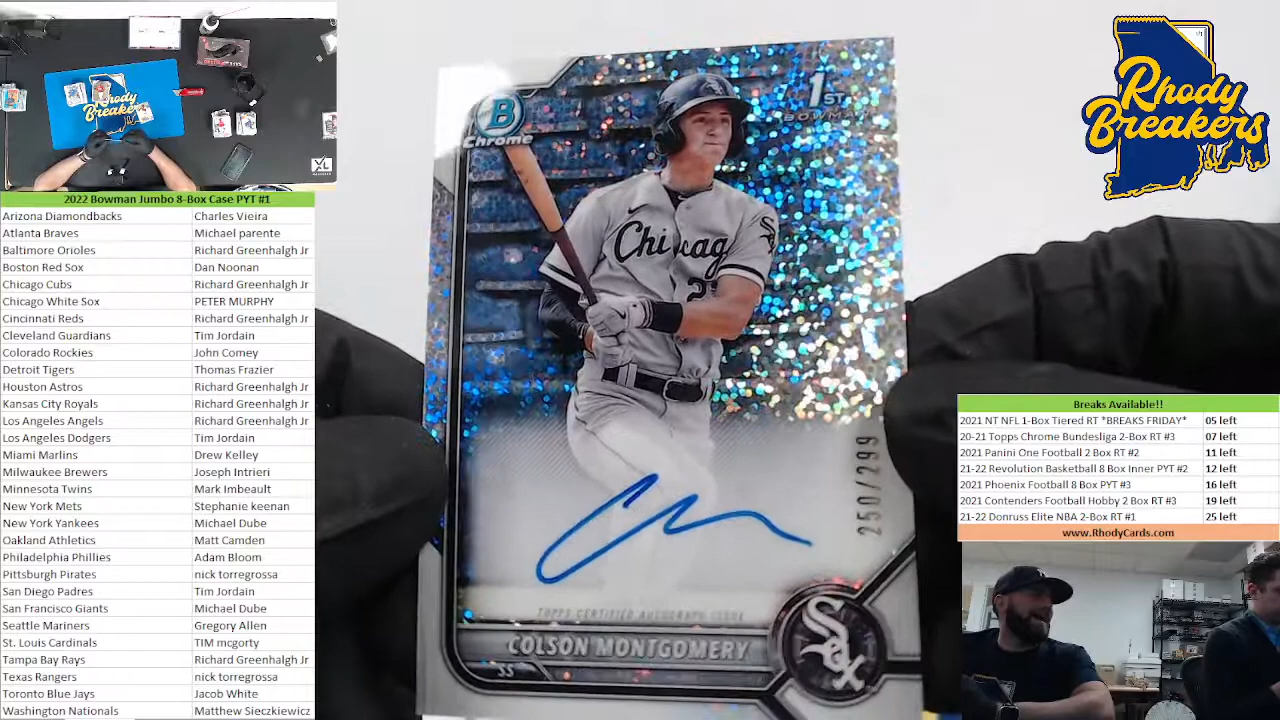 2022 Bowman Jumbo 8-Box Case PYT #1
Arizona Diamondbacks Charles Vieira
Atlanta Braves Michael parente
Baltimore Orioles Richard Greenhalgh Jr
Boston Red Sox Dan Noonan
Chicago Cubs Richard Greenhalgh Jr
Chicago White Sox PETER MURPHY
Cincinnati Reds Richard Greenhalgh Jr
Cleveland Guardians Tim Jordain
Colorado Rockies John Comey
Detroit Tigers Thomas Frazier
Houston Astros Richard Greenhalgh Jr
Kansas City Royals Richard Greenhalgh Jr
Los Angeles Angels Richard Greenhalgh Jr
Los Angeles Dodgers Tim Jordain
Miami Marlins Drew Kelley
Milwaukee Brewers Joseph Intrieri
Minnesota Twins Mark Imbeault
New York Mets Stephanie keenan
New York Yankees Michael Dube
Oakland Athletics Matt Camden
Philadelphia Phillies Adam Bloom
Pittsburgh Pirates nick torregrossa
San Diego Padres Tim Jordain
San Francisco Giants Michael Dube
Seattle Mariners Gregory Allen
St. Louis Cardinals TIM mcgorty
Tampa Bay Rays Richard Greenhalgh Jr
Texas Rangers nick torregrossa
Toronto Blue Jays Jacob White
Washington Nationals Matthew Sieczkiewicz
Rhody
Breakers
B
Chrome
1ST
BOWMAN
Chicag
Sox
250/299
TOPPS CERTIFIED AUTOGRAPH ISSUE
COLSON MONTGOMERY
SS
Sox
Rhody
Breakers
Breaks Available!!
2021 NT NFL 1-Box Tiered RT *BREAKS FRIDAY* 05 left
20-21 Topps Chrome Bundesliga 2-Box RT #3 07 left
2021 Panini One Football 2 Box RT #2 11 left
21-22 Revolution Basketball 8 Box Inner PYT #2 12 left
2021 Phoenix Football 8 Box PYT #3 16 left
2021 Contenders Football Hobby 2 Box RT #3 19 left
21-22 Donruss Elite NBA 2-Box RT #1 25 left
www.RhodyCards.com